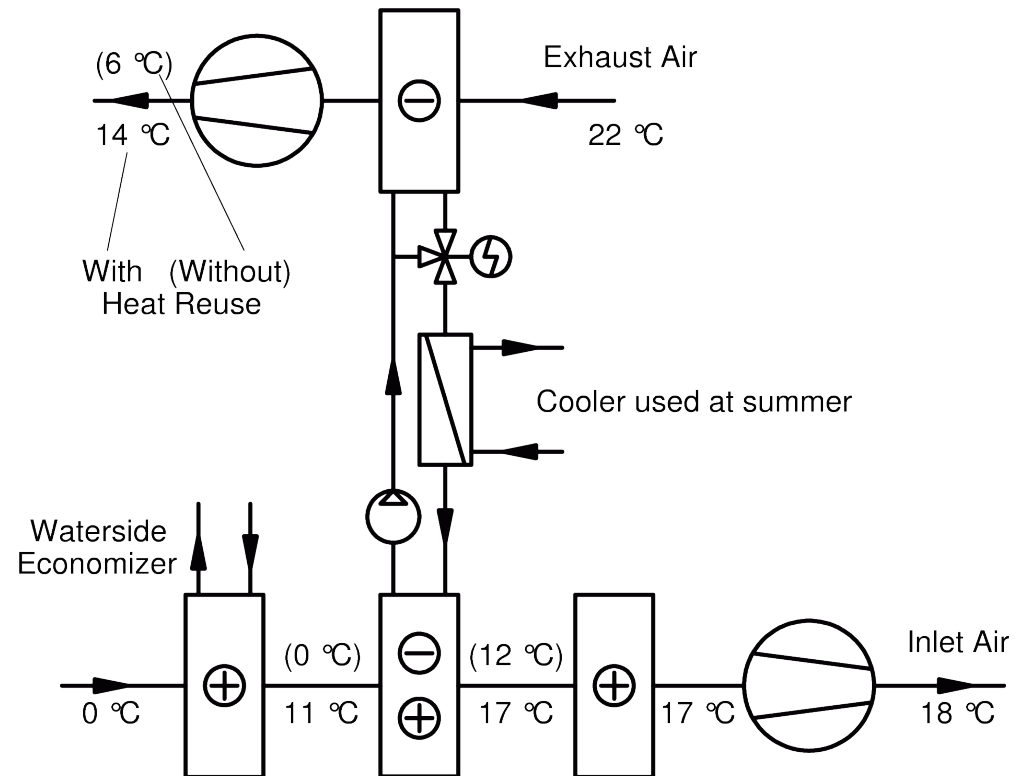 (6 °C)
Exhaust Air
14 °C
22 °C
With (Without)
Heat Reuse
Cooler used at summer
Waterside
Economizer
(0 °C)
(12 °C)
Inlet Air
0 °C
11 °C
17 °C
17 °C
18 °C